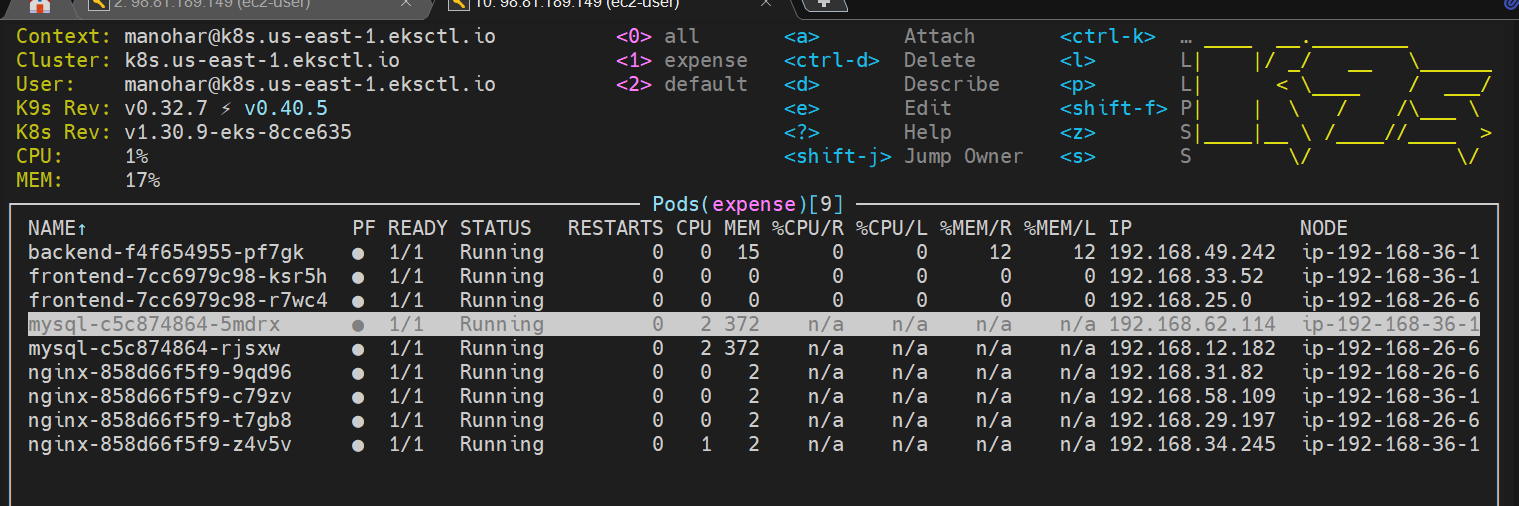 2. 98.81.189.149 (ec2-user) × 10. 98.81.189.149 (ec2-user) ×
Context: manohar@k8s.us-east-1.eksctl.io <0> all <a> Attach <ctrl-k> …
Cluster: k8s.us-east-1.eksctl.io <1> expense <ctrl-d> Delete <l> L
User: manohar@k8s.us-east-1.eksctl.io <2> default <d> Describe <p> L
K9s Rev: v0.32.7 ⚡ v0.40.5 <e> Edit <shift-f> P
K8s Rev: v1.30.9-eks-8cce635 <?> Help <z> S
CPU: 1% <shift-j> Jump Owner <s> S
MEM: 17%
Pods(expense)[9]
NAME↑ PF READY STATUS RESTARTS CPU MEM %CPU/R %CPU/L %MEM/R %MEM/L IP NODE
backend-f4f654955-pf7gk ● 1/1 Running 0 0 15 0 0 12 12 192.168.49.242 ip-192-168-36-1
frontend-7cc6979c98-ksr5h ● 1/1 Running 0 0 0 0 0 0 0 192.168.33.52 ip-192-168-36-1
frontend-7cc6979c98-r7wc4 ● 1/1 Running 0 0 0 0 0 0 0 192.168.25.0 ip-192-168-26-6
mysql-c5c874864-5mdrx ● 1/1 Running 0 2 372 n/a n/a n/a n/a 192.168.62.114 ip-192-168-36-1
mysql-c5c874864-rjsxw ● 1/1 Running 0 2 372 n/a n/a n/a n/a 192.168.12.182 ip-192-168-26-6
nginx-858d66f5f9-9qd96 ● 1/1 Running 0 0 2 n/a n/a n/a n/a 192.168.31.82 ip-192-168-26-6
nginx-858d66f5f9-c79zv ● 1/1 Running 0 0 2 n/a n/a n/a n/a 192.168.58.109 ip-192-168-36-1
nginx-858d66f5f9-t7gb8 ● 1/1 Running 0 0 2 n/a n/a n/a n/a 192.168.29.197 ip-192-168-26-6
nginx-858d66f5f9-z4v5v ● 1/1 Running 0 1 2 n/a n/a n/a n/a 192.168.34.245 ip-192-168-36-1